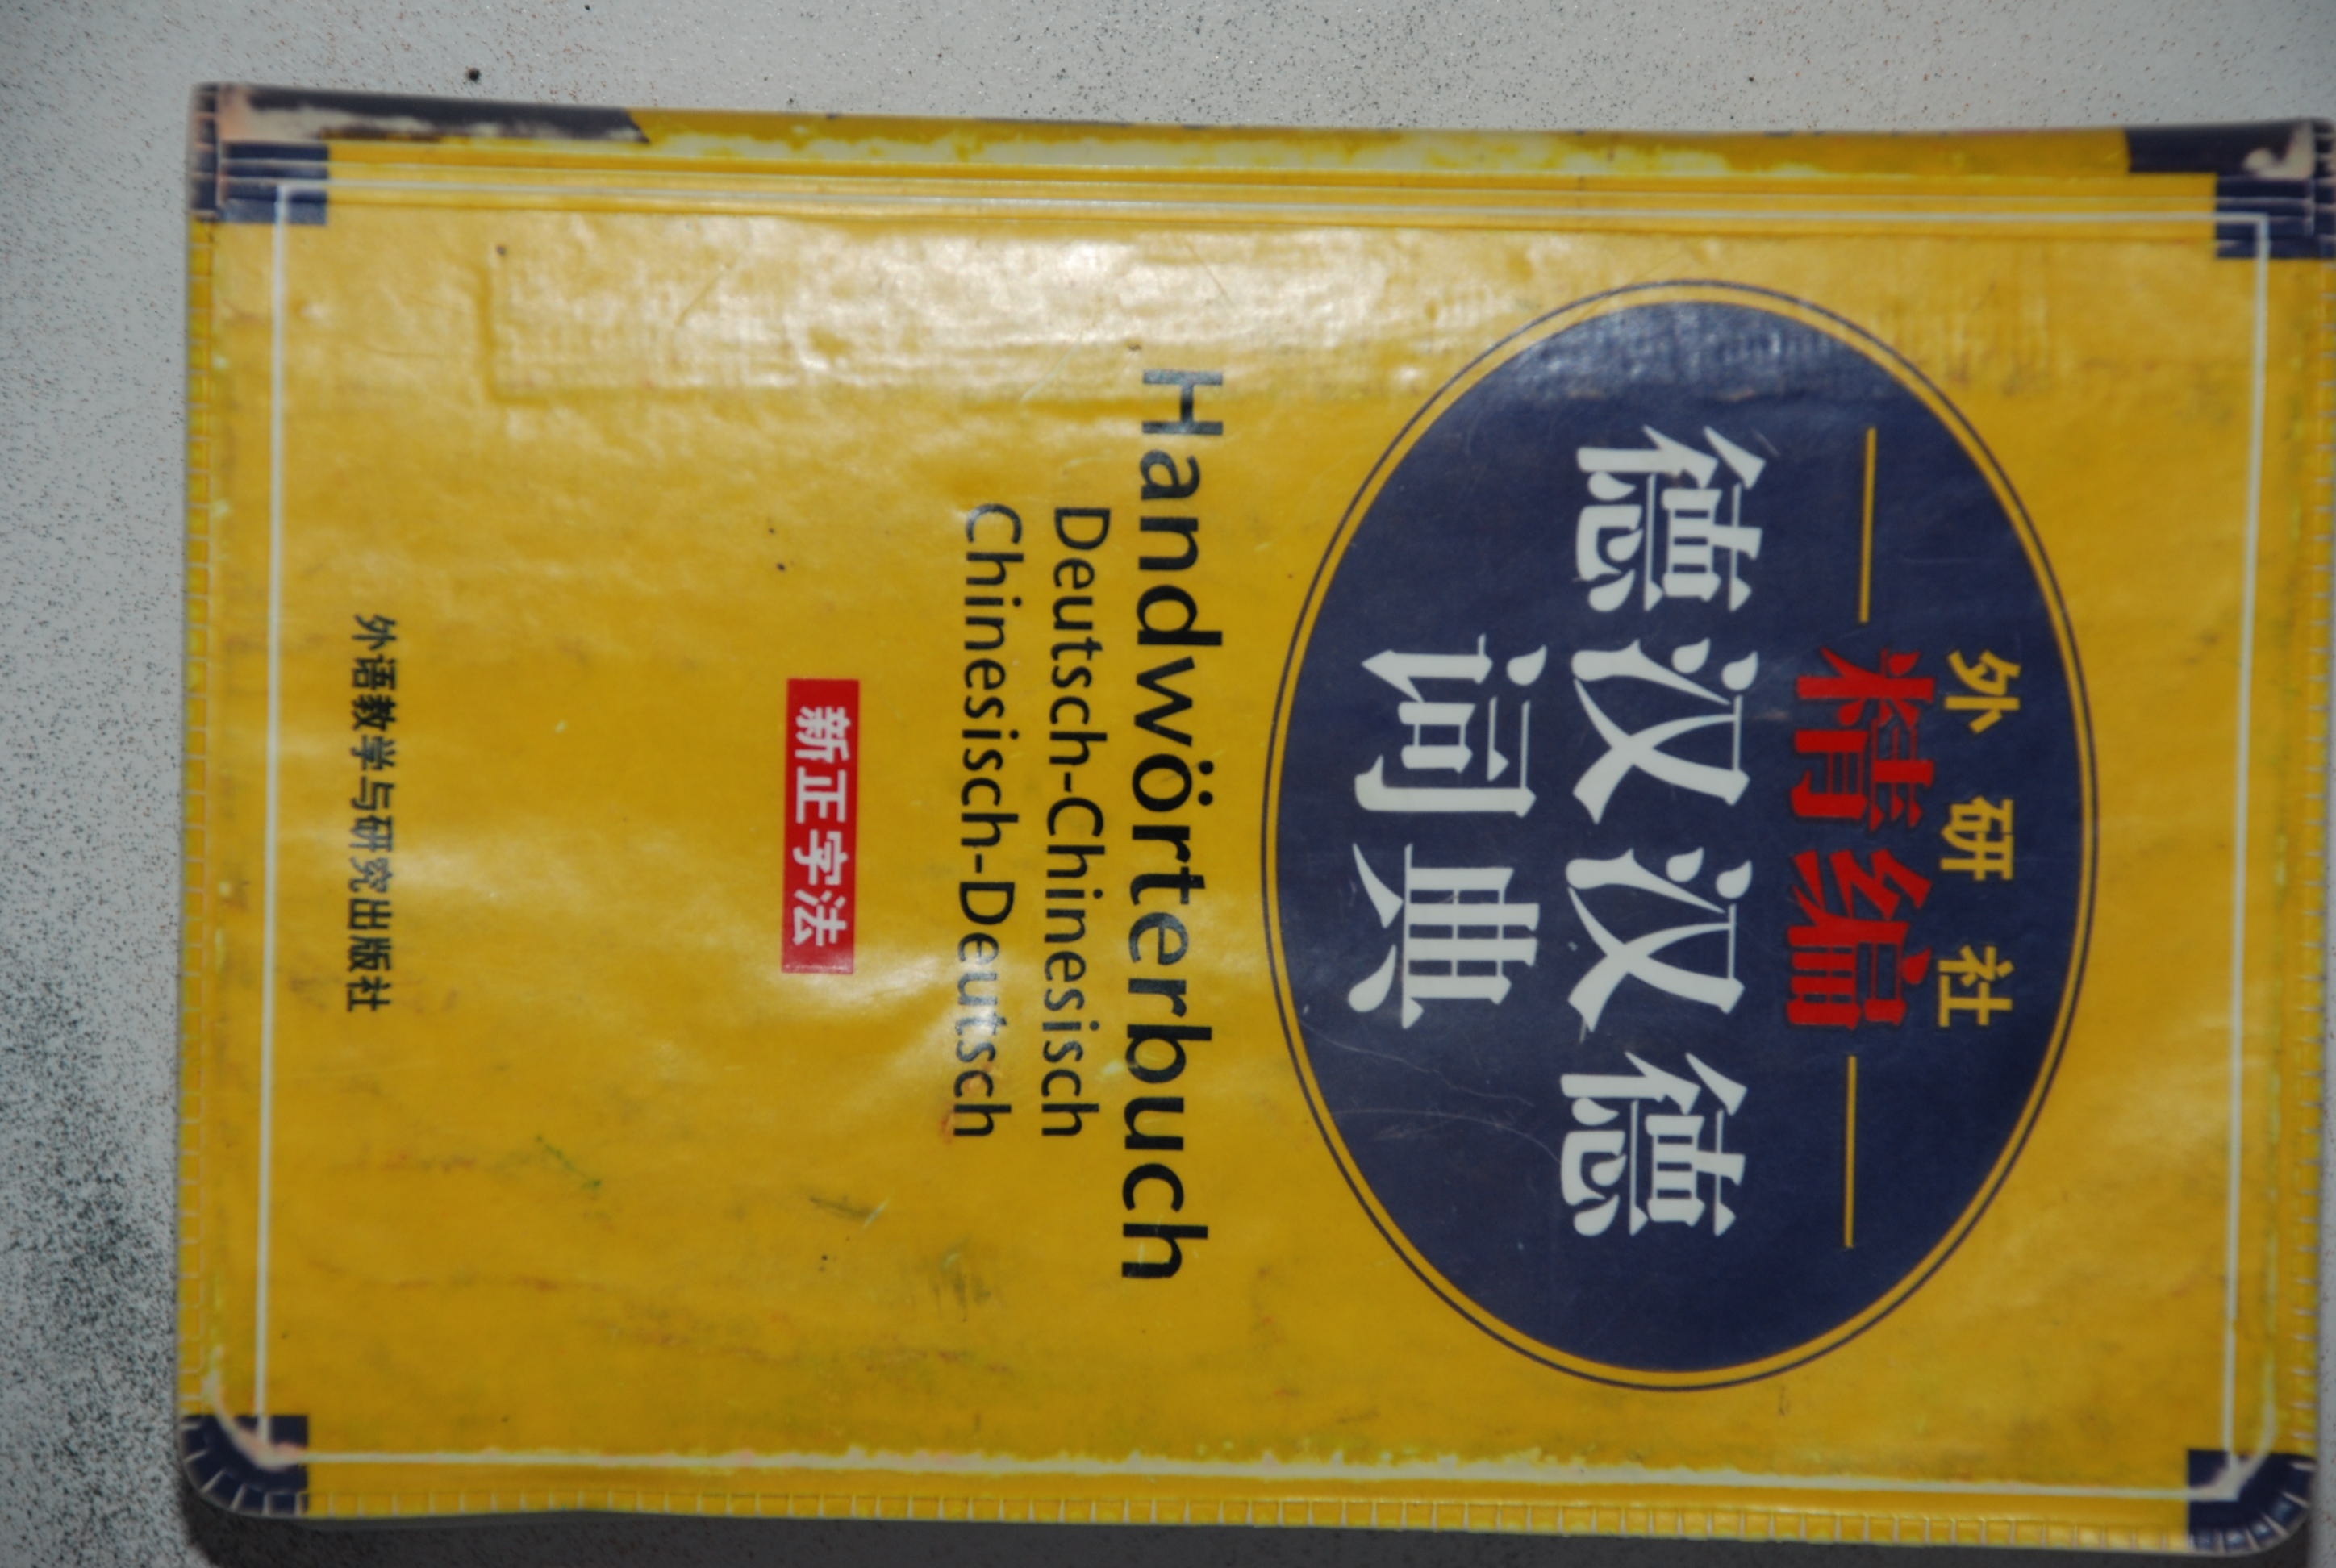 外研社
精编
德汉汉德
词典
Handwörterbuch
Deutsch-Chinesisch
Chinesisch-Deutsch
新正字法
外语教学与研究出版社